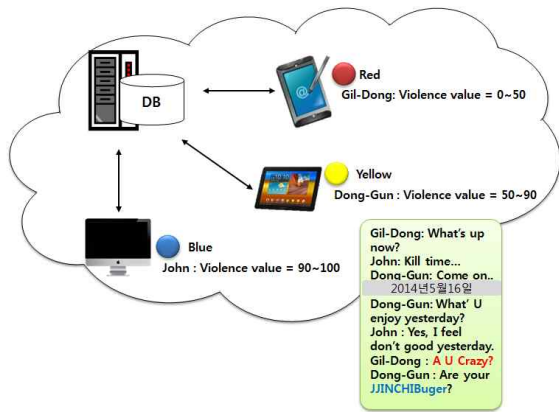 DB
Red
Gil-Dong: Violence value = 0~50
Yellow
Dong-Gun : Violence value = 50~90
Blue
John : Violence value = 90~100
Gil-Dong: What's up
now?
John: Kill time...
Dong-Gun: Come on..
2014년5월16일
Dong-Gun: What' U
enjoy yesterday?
John : Yes, I feel
don't good yesterday.
Gil-Dong : A U Crazy?
Dong-Gun : Are your
JJINCHIBuger?